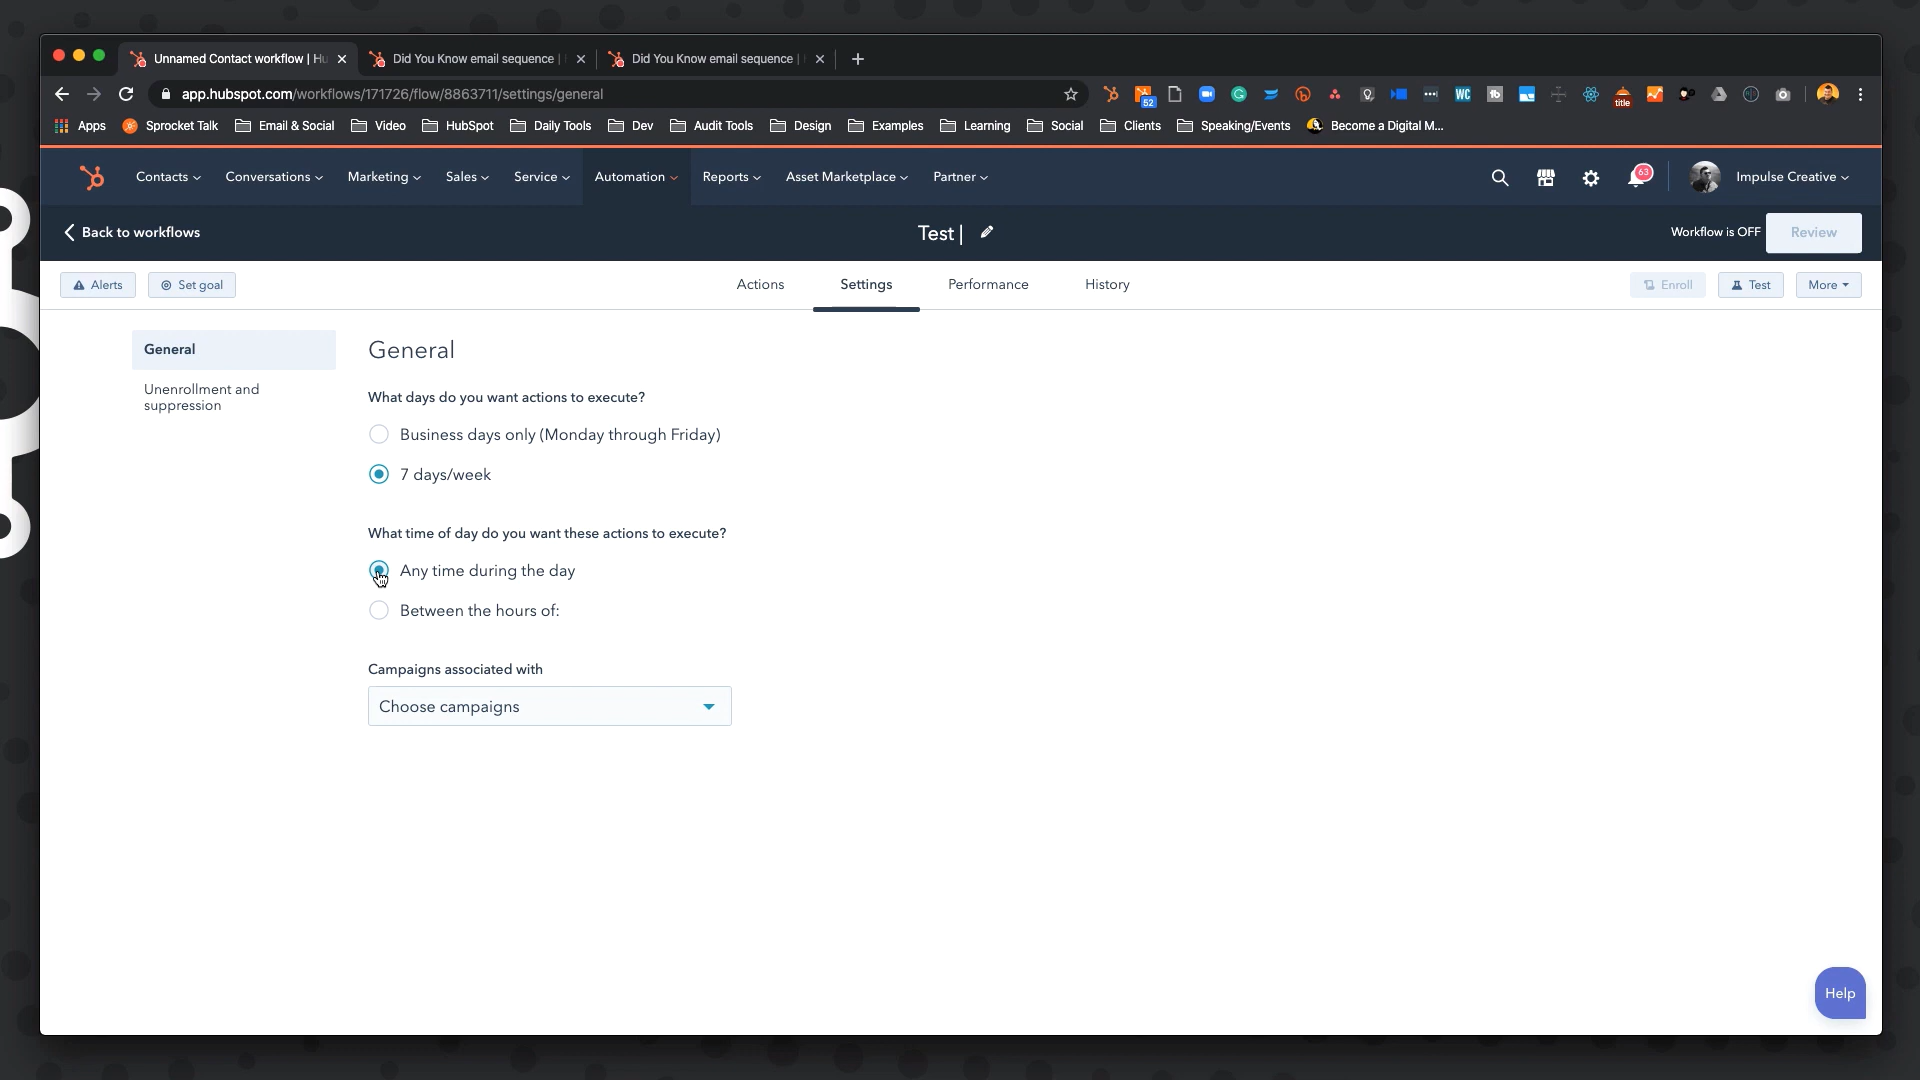 Unnamed Contact workflow | Hu
Did You Know email sequence |
Did You Know email sequence |
app.hubspot.com/workflows/171726/flow/8863711/settings/general
52
WC
title
Apps
Sprocket Talk
Email & Social
Video
HubSpot
Daily Tools
Dev
Audit Tools
Design
Examples
Learning
Social
Clients
Speaking/Events
Become a Digital M...
Contacts
Conversations
Marketing
Sales
Service
Automation
Reports
Asset Marketplace
Partner
63
Impulse Creative
Back to workflows
Test |
Workflow is OFF
Review
Alerts
Set goal
Actions
Settings
Performance
History
Enroll
Test
More
General
Unenrollment and
suppression
General
What days do you want actions to execute?
Business days only (Monday through Friday)
7 days/week
What time of day do you want these actions to execute?
Any time during the day
Between the hours of:
Campaigns associated with
Choose campaigns
Help